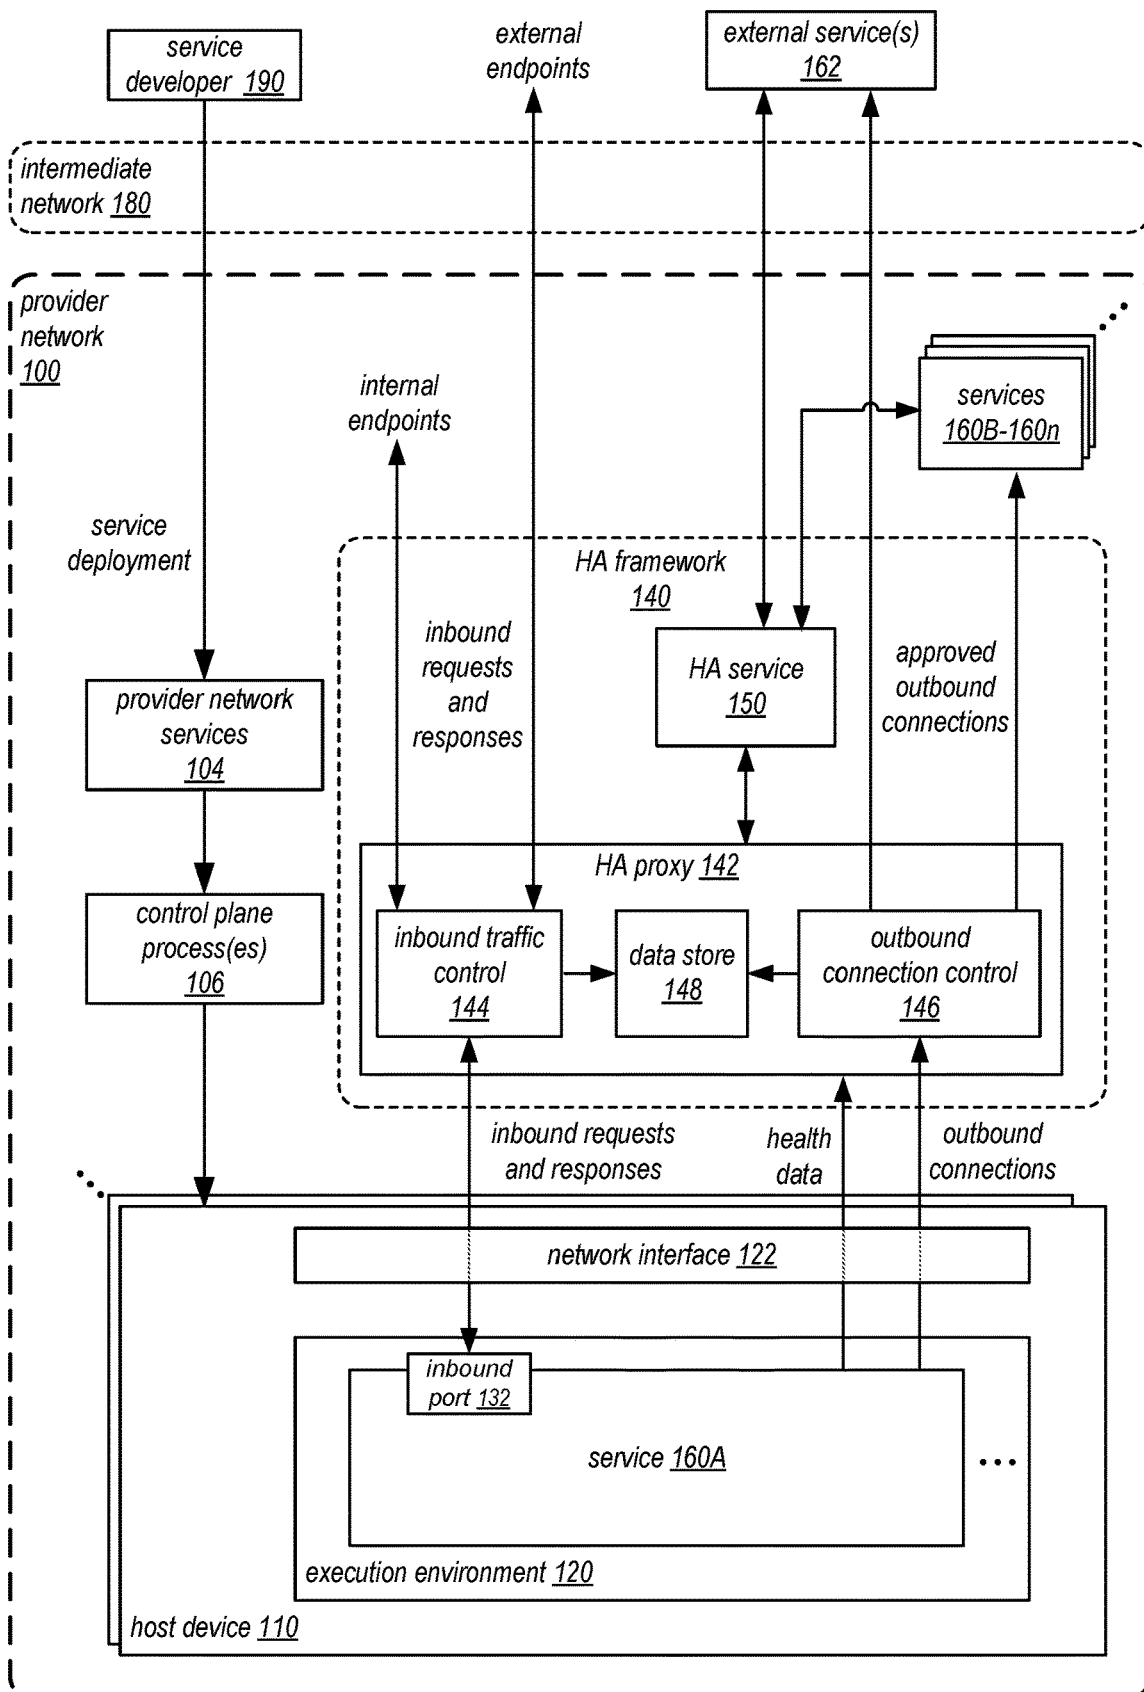 service
developer 190
external
endpoints
external service(s)
162
intermediate
network 180
provider
network
100
internal
endpoints
services
160B-160n
service
deployment
HA framework
140
inbound
requests
and
responses
HA service
150
approved
outbound
connections
provider network
services
104
HA proxy 142
control plane
process(es)
106
inbound traffic
control
144
data store
148
outbound
connection control
146
inbound requests
and responses
health
data
outbound
connections
network interface 122
inbound
port 132
service 160A
execution environment 120
host device 110